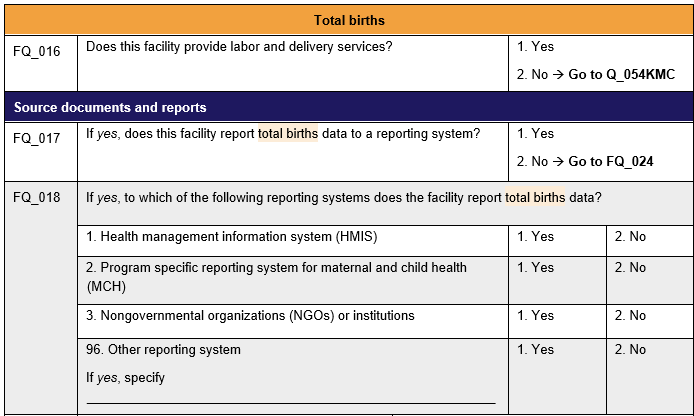 Total births
FQ_016
Does this facility provide labor and delivery services?
1. Yes
2. No → Go to Q_054KMC
Source documents and reports
FQ_017
If yes, does this facility report total births data to a reporting system?
1. Yes
2. No → Go to FQ_024
FQ_018
If yes, to which of the following reporting systems does the facility report total births data?
1. Health management information system (HMIS)
1. Yes
2. No
2. Program specific reporting system for maternal and child health
(MCH)
1. Yes
2. No
3. Nongovernmental organizations (NGOs) or institutions
1. Yes
2. No
96. Other reporting system
If yes, specify
1. Yes
2. No